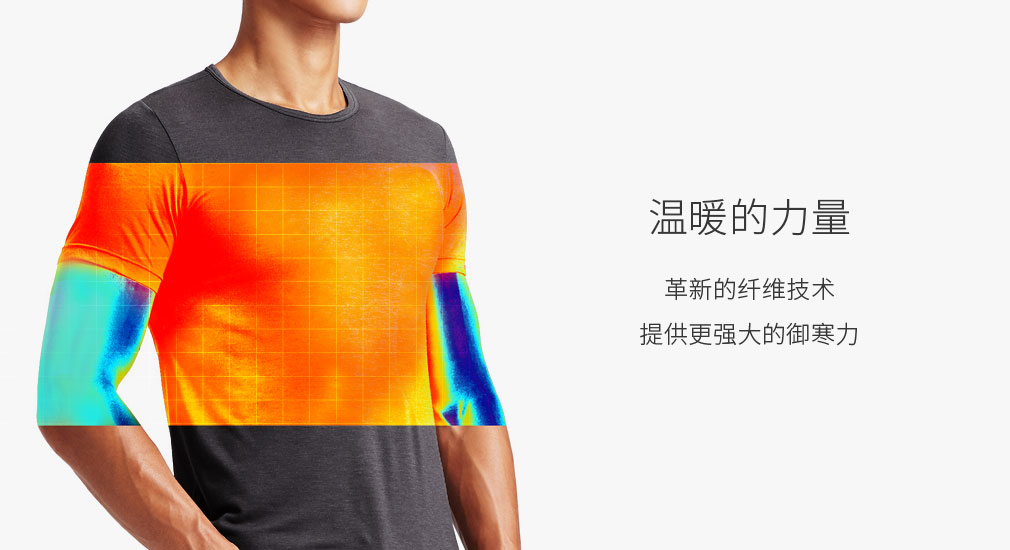 温暖的力量
革新的纤维技术
提供更强大的御寒力